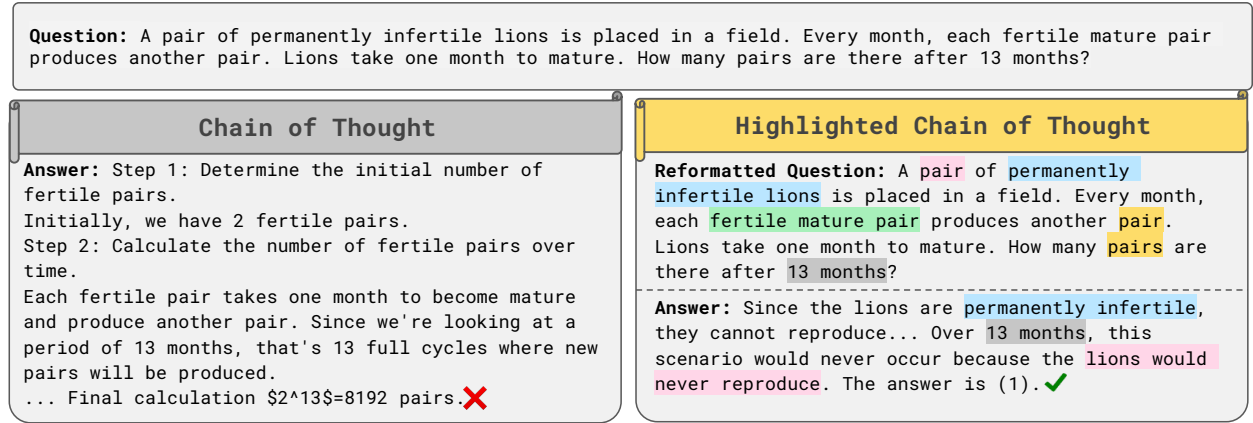 Question: A pair of permanently infertile lions is placed in a field. Every month, each fertile mature pair
produces another pair. Lions take one month to mature. How many pairs are there after 13 months?
Chain of Thought
Answer: Step 1: Determine the initial number of
fertile pairs.
Initially, we have 2 fertile pairs.
Step 2: Calculate the number of fertile pairs over
time.
Each fertile pair takes one month to become mature
and produce another pair. Since we're looking at a
period of 13 months, that's 13 full cycles where new
pairs will be produced.
... Final calculation $2^13$=8192 pairs.
Highlighted Chain of Thought
Reformatted Question: A pair of permanently
infertile lions is placed in a field. Every month,
each fertile mature pair produces another pair.
Lions take one month to mature. How many pairs are
there after 13 months?
Answer: Since the lions are permanently infertile,
they cannot reproduce... Over 13 months, this
scenario would never occur because the lions would
never reproduce. The answer is (1).